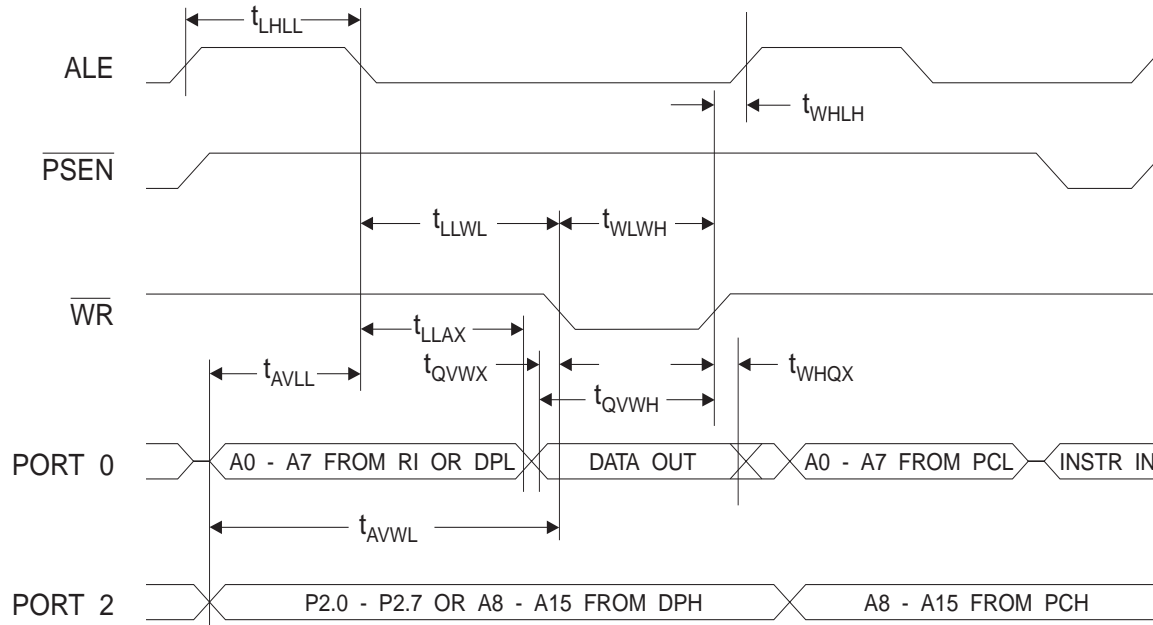 tLHLL
ALE
tWHLH
PSEN
tLLWL
tWLWH
WR
tLLAX
tAVLL
tQVWX
tWHQX
tQVWH
PORT 0
A0 - A7 FROM RI OR DPL
DATA OUT
A0 - A7 FROM PCL
INSTR IN
tAVWL
PORT 2
P2.0 - P2.7 OR A8 - A15 FROM DPH
A8 - A15 FROM PCH